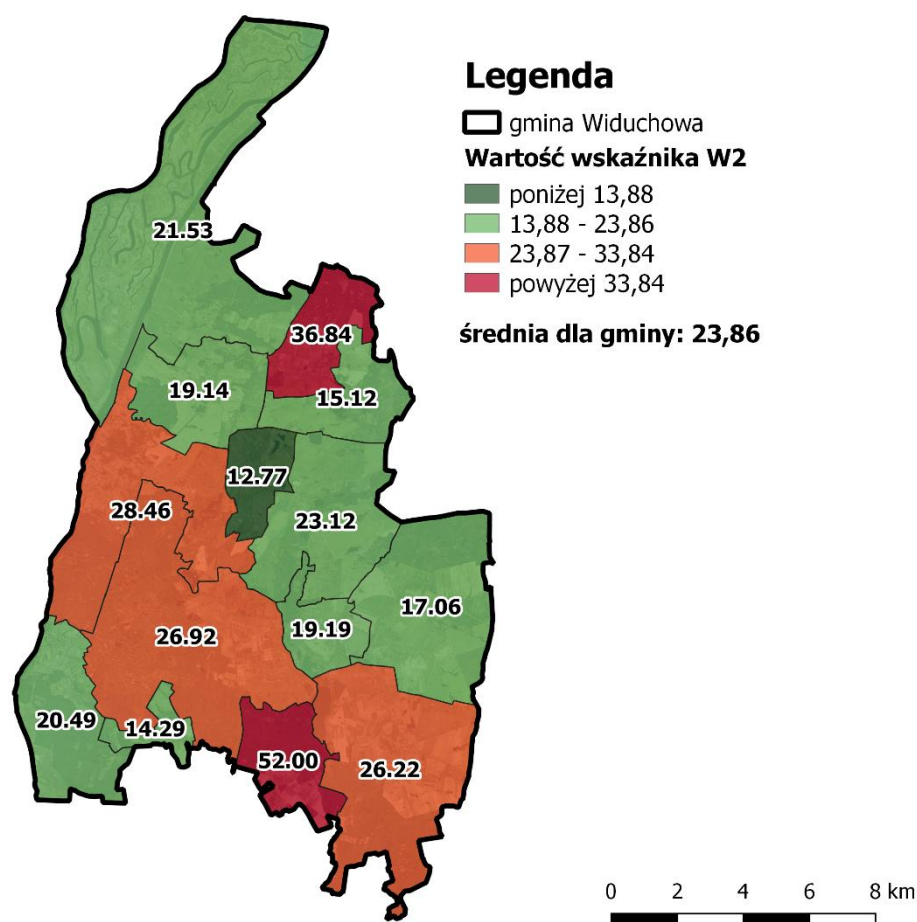 Legenda
gmina Widuchowa
Wartość wskaźnika W2
poniżej 13,88
13,88 - 23,86
23,87 - 33,84
powyżej 33,84
średnia dla gminy: 23,86
21.53
36.84
19.14
15.12
12.77
28.46
23.12
17.06
19.19
26.92
20.49
14.29
52.00
26.22
0 2 4 6 8 km